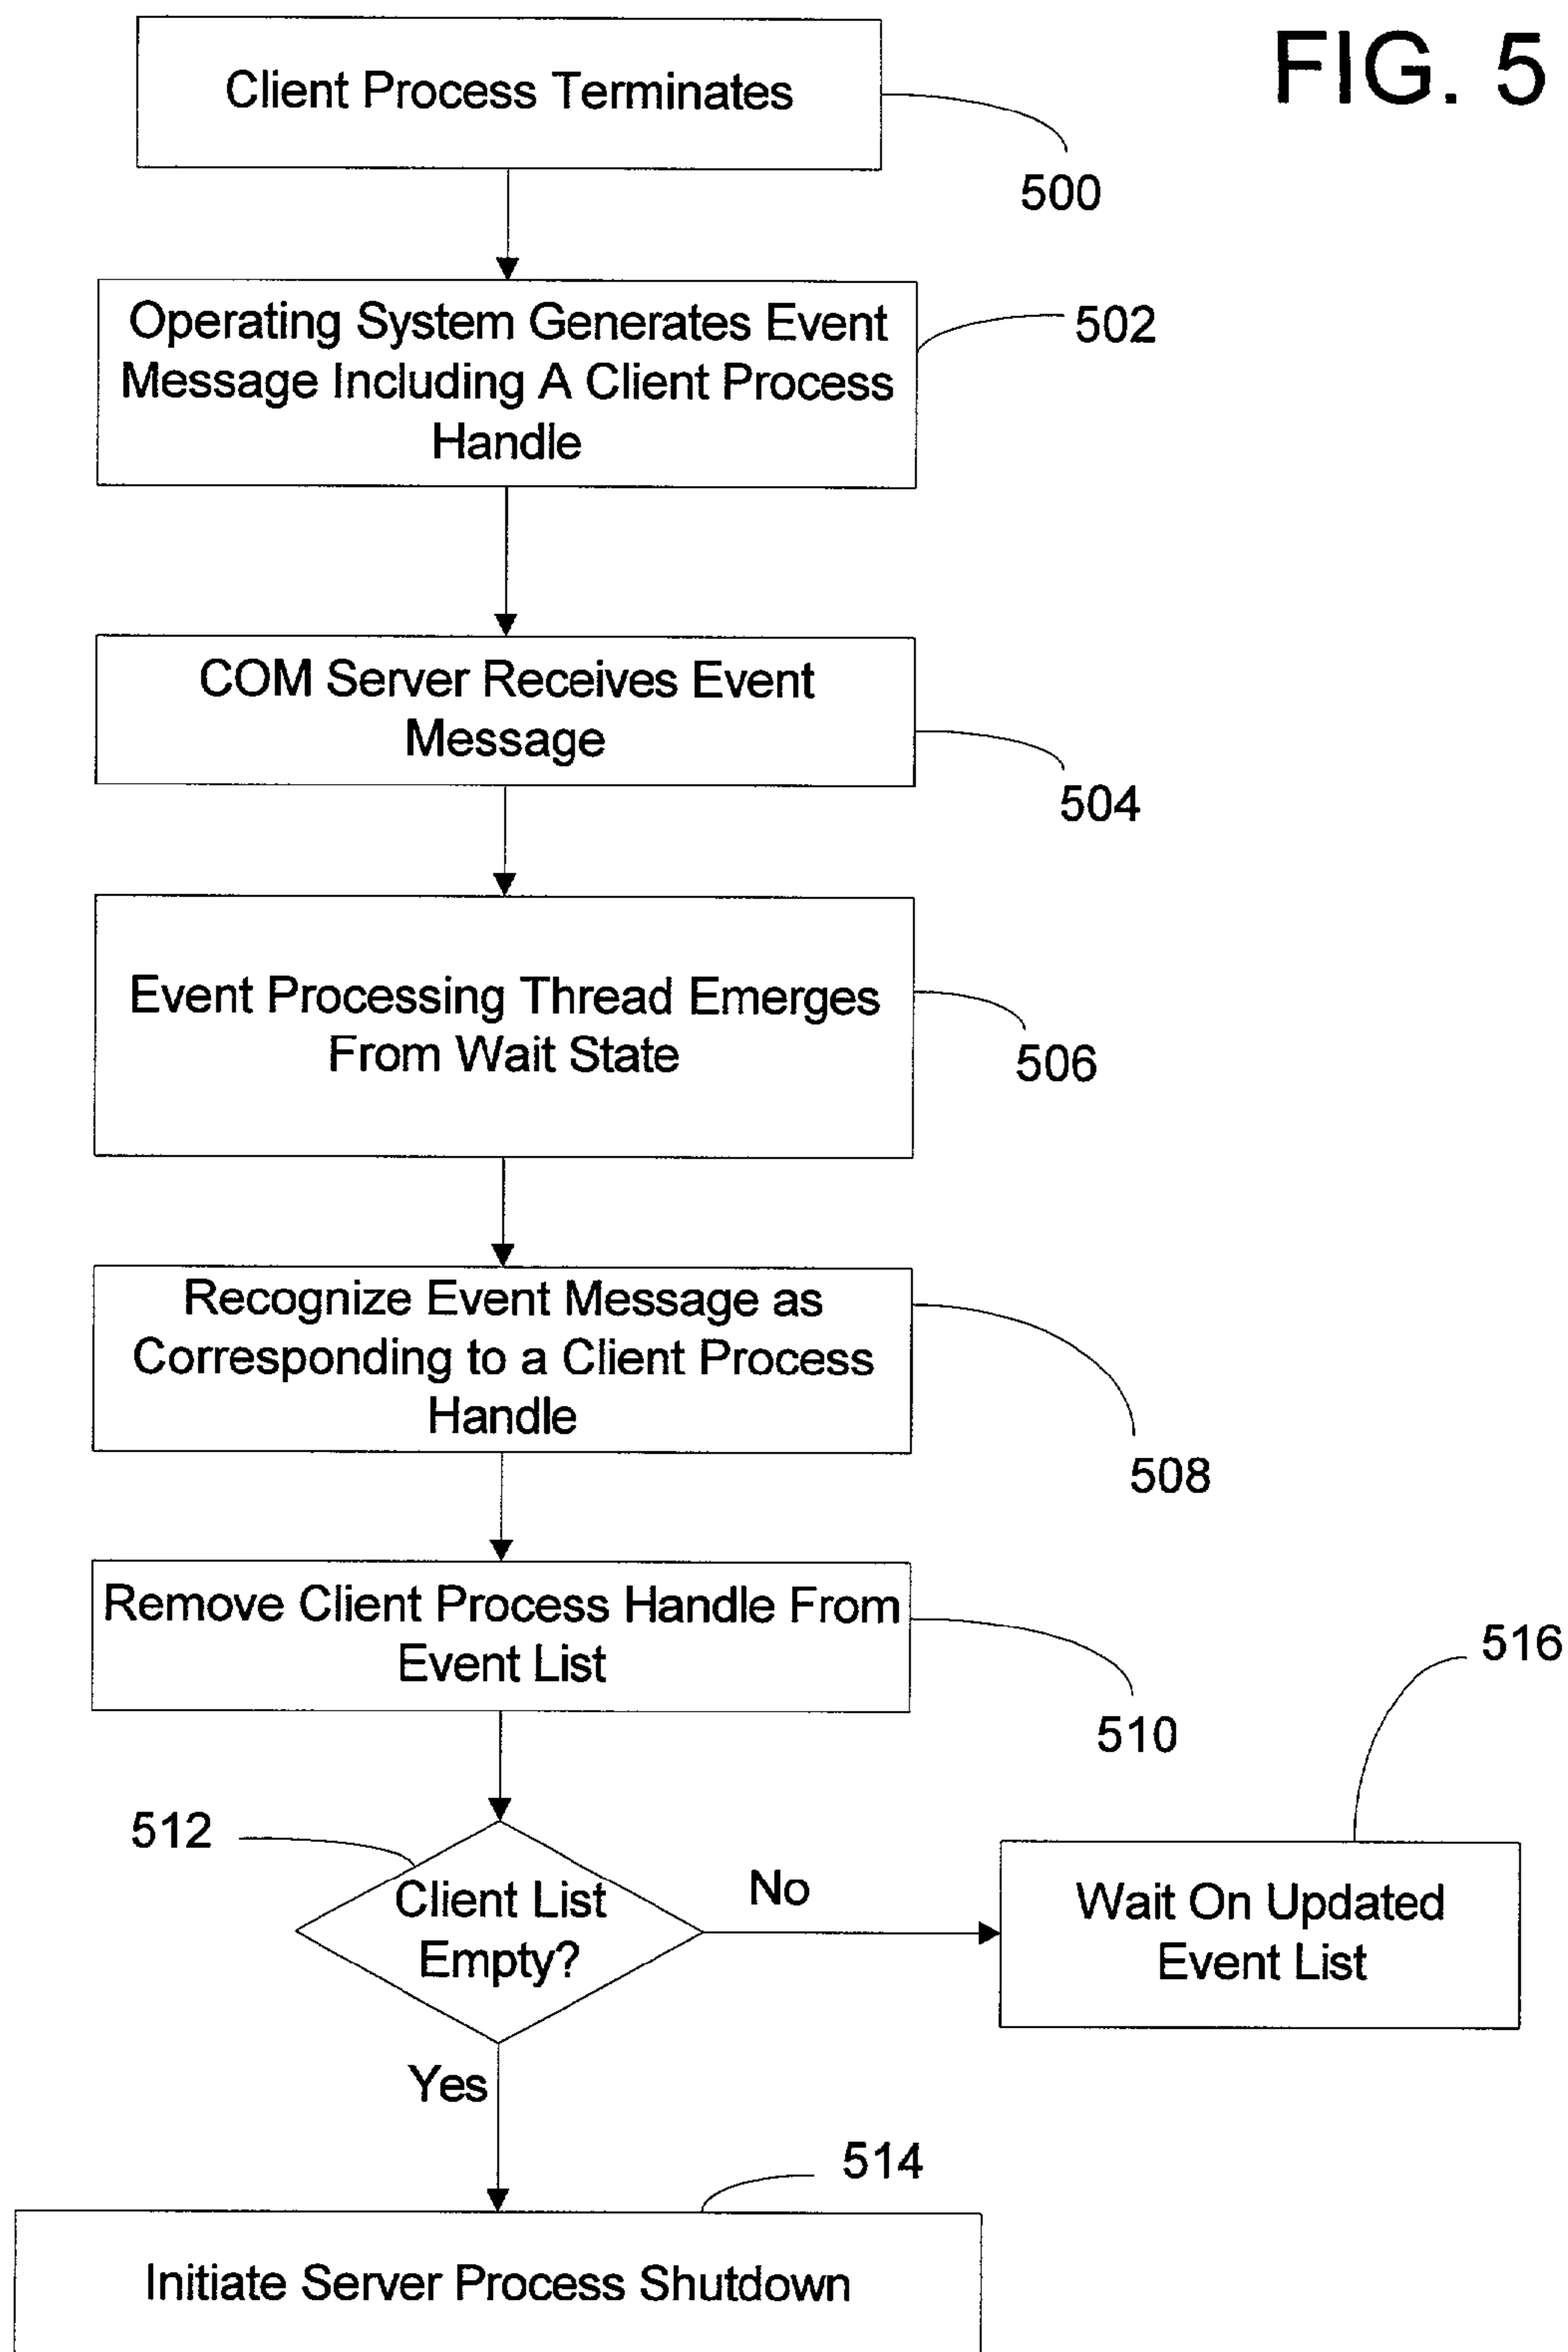 FIG. 5
Client Process Terminates
500
Operating System Generates Event
Message Including A Client Process
Handle
502
COM Server Receives Event
Message
504
Event Processing Thread Emerges
From Wait State
506
Recognize Event Message as
Corresponding to a Client Process
Handle
508
Remove Client Process Handle From
Event List
510
516
512
Client List
Empty?
No
Wait On Updated
Event List
Yes
514
Initiate Server Process Shutdown